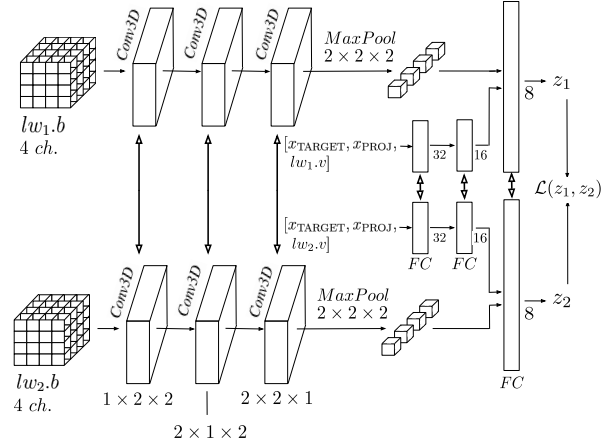 Conv3D
Conv3D
Conv3D
MaxPool
2 × 2 × 2
lw₁.b
4 ch.
8
z₁
[x_TARGET, x_PROJ,
lw₁.v]
32
16
ℒ(z₁, z₂)
[x_TARGET, x_PROJ,
lw₂.v]
32
16
FC
FC
Conv3D
Conv3D
Conv3D
MaxPool
2 × 2 × 2
8
z₂
lw₂.b
4 ch.
1 × 2 × 2
2 × 1 × 2
2 × 2 × 1
FC